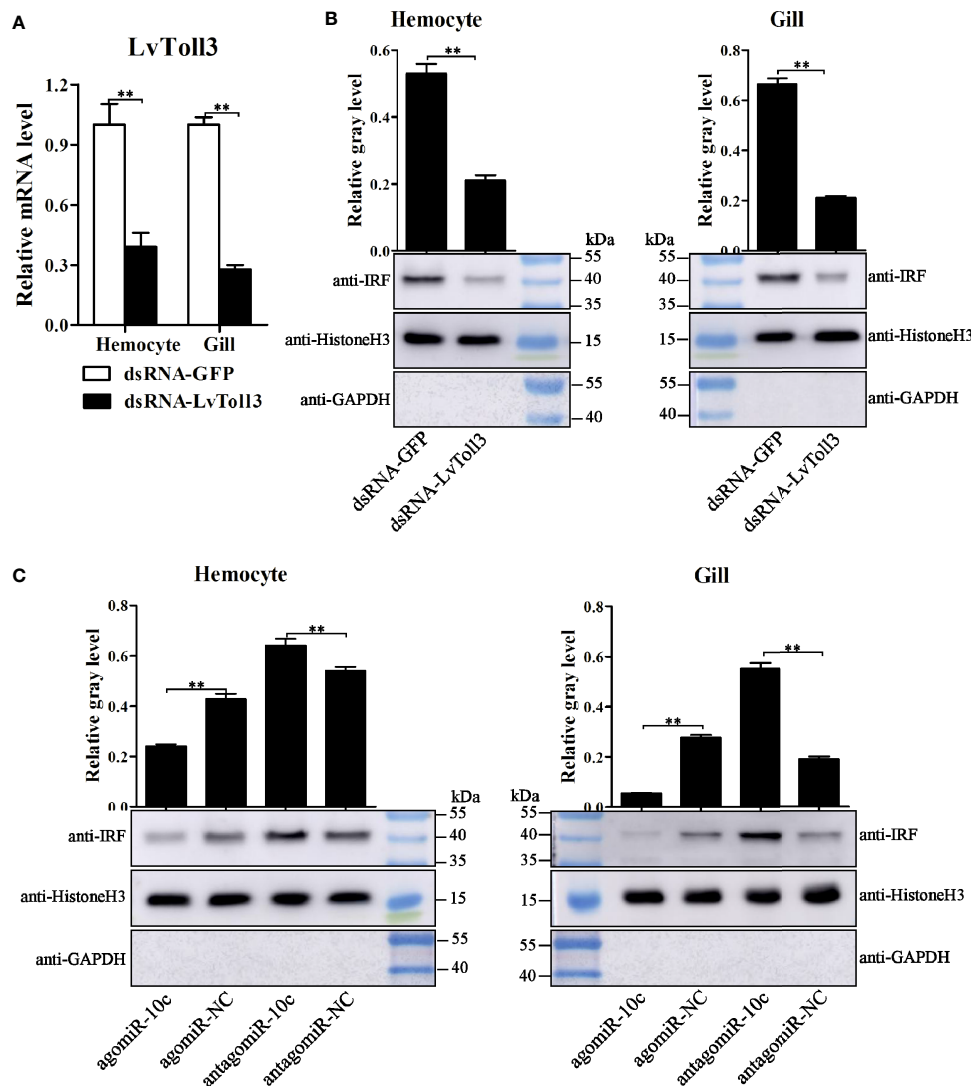 A
LvToll3
Relative mRNA level
1.2
0.9
0.6
0.3
0.0
**
**
Hemocyte
Gill
dsRNA-GFP
dsRNA-LvToll3
B
Hemocyte
Relative gray level
0.6
0.4
0.2
0.0
**
kDa
anti-IRF
55
40
35
anti-HistoneH3
15
anti-GAPDH
55
40
dsRNA-GFP
dsRNA-LvToll3
Gill
Relative gray level
0.8
0.6
0.4
0.2
0.0
**
kDa
55
40
35
anti-IRF
15
anti-HistoneH3
55
40
anti-GAPDH
dsRNA-GFP
dsRNA-LvToll3
C
Hemocyte
Relative gray level
0.8
0.6
0.4
0.2
0.0
**
**
kDa
anti-IRF
55
40
35
anti-HistoneH3
15
anti-GAPDH
55
40
agomiR-10c
agomiR-NC
antagomiR-10c
antagomiR-NC
Gill
Relative gray level
0.8
0.6
0.4
0.2
0.0
**
**
kDa
55
40
35
anti-IRF
15
anti-HistoneH3
55
40
anti-GAPDH
agomiR-10c
agomiR-NC
antagomiR-10c
antagomiR-NC